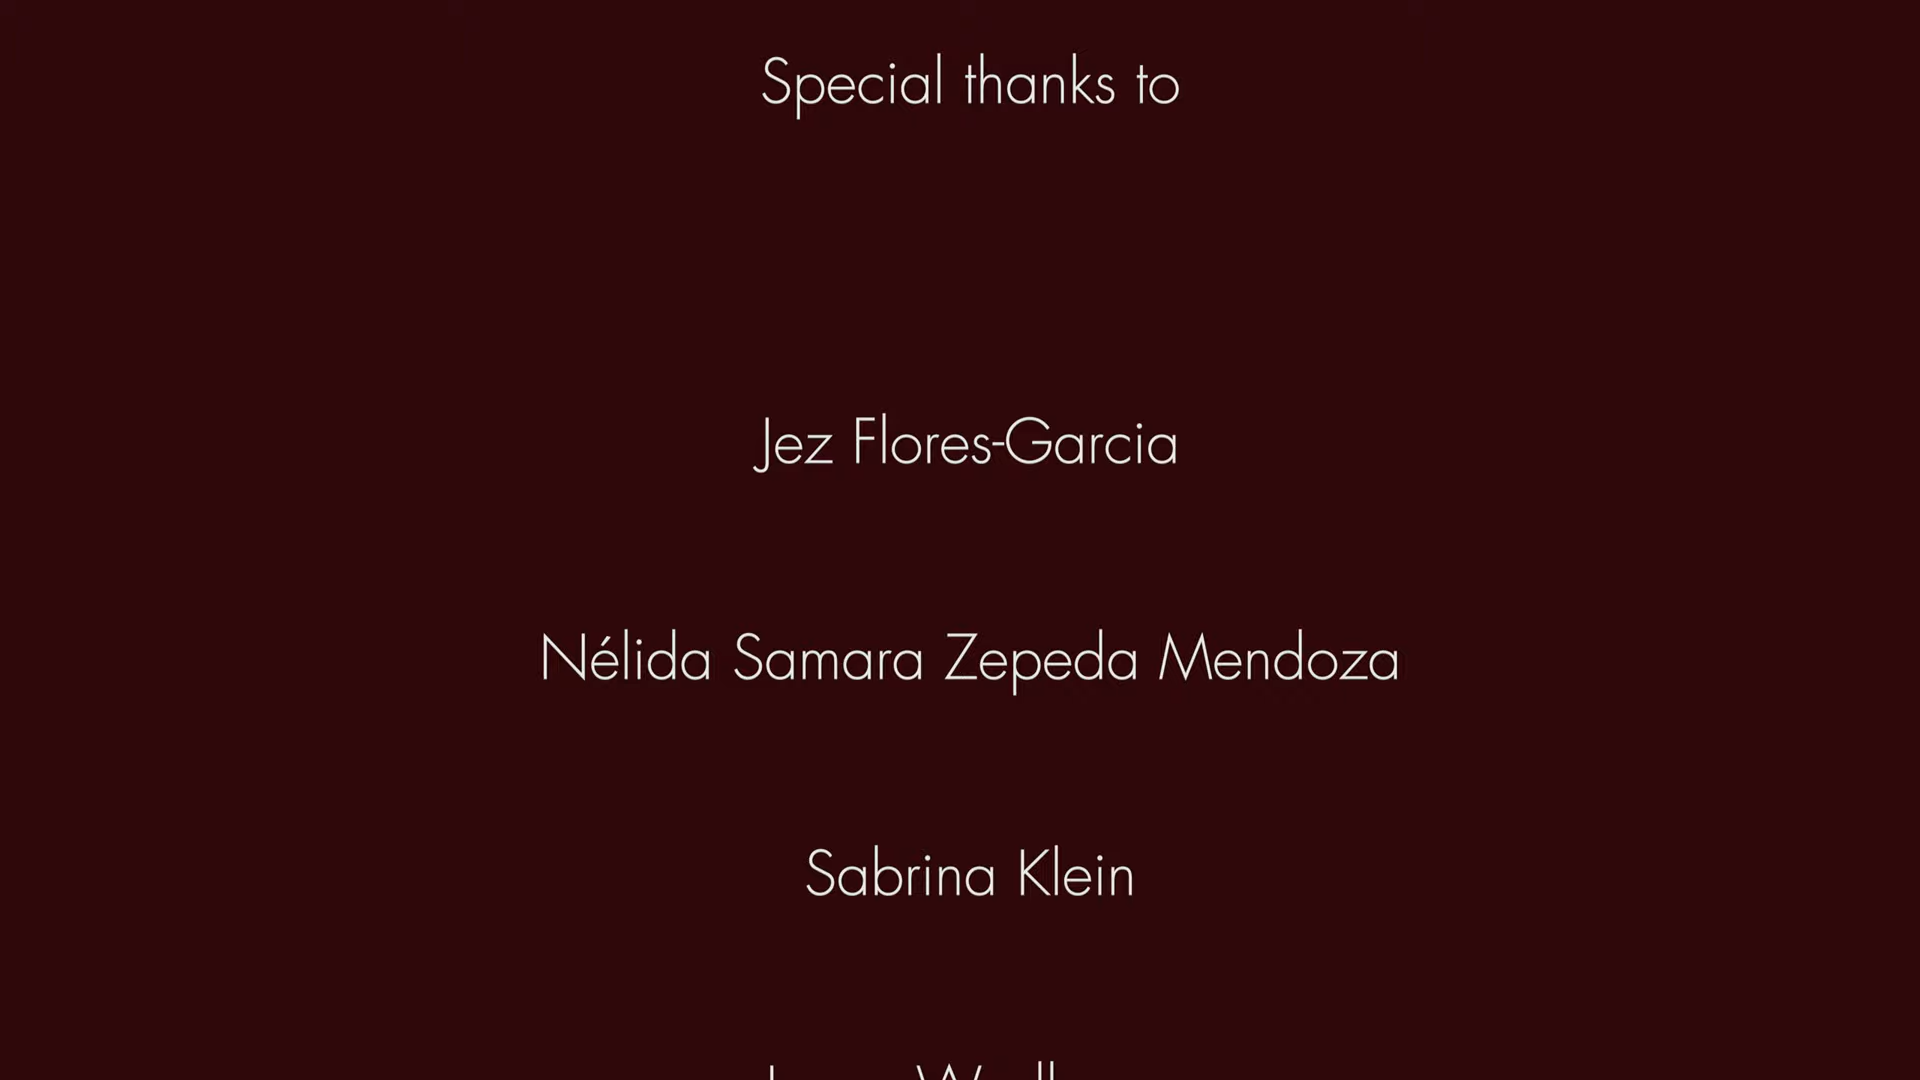 Special thanks to
Jez Flores-Garcia
Nélida Samara Zepeda Mendoza
Sabrina Klein